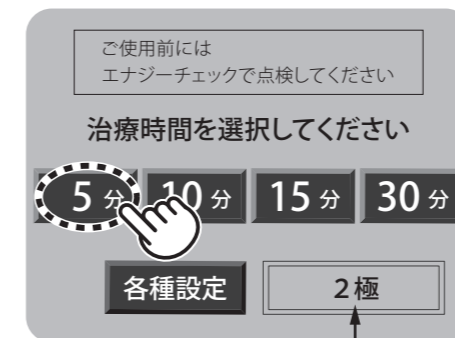 ご使用前には
エナジーチェックで点検してください
治療時間を選択してください
5分 10分 15分 30分
各種設定 2極